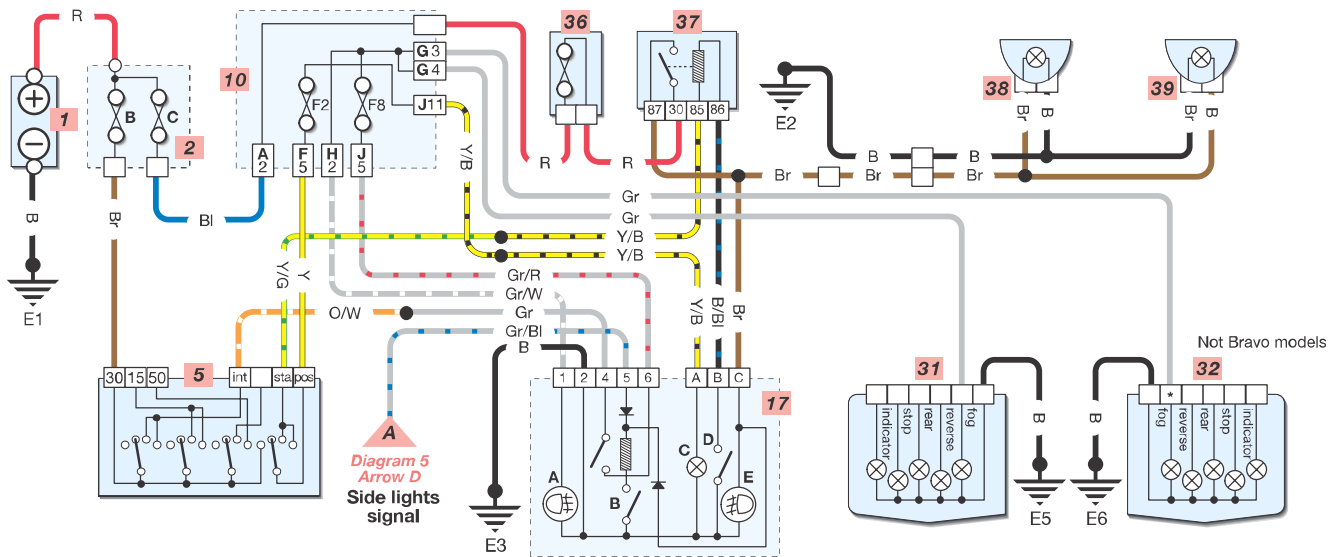 R
1
B
E1
B C
2
Br
Bl
10
F2 F8
A 2
F 5
H 2
J 5
G 3
G 4
J11
Y/B
R
36
R
37
87 30 85 86
E2
B B
Br Br Br
38
Br B
39
Br B
Gr
Gr
Y/B
Y/B
Y/G
Y
Gr/R
Gr/W
O/W Gr
Gr/Bl
B
Y/B
B/Bl
Br
5
30 15 50 int sta pos
A
Diagram 5
Arrow D
Side lights
signal
E3
17
1 2 4 5 6 A B C
A
B
C
D
E
31
indicator
stop
rear
reverse
fog
B
E5
Not Bravo models
32
*
fog
reverse
rear
stop
indicator
B
E6